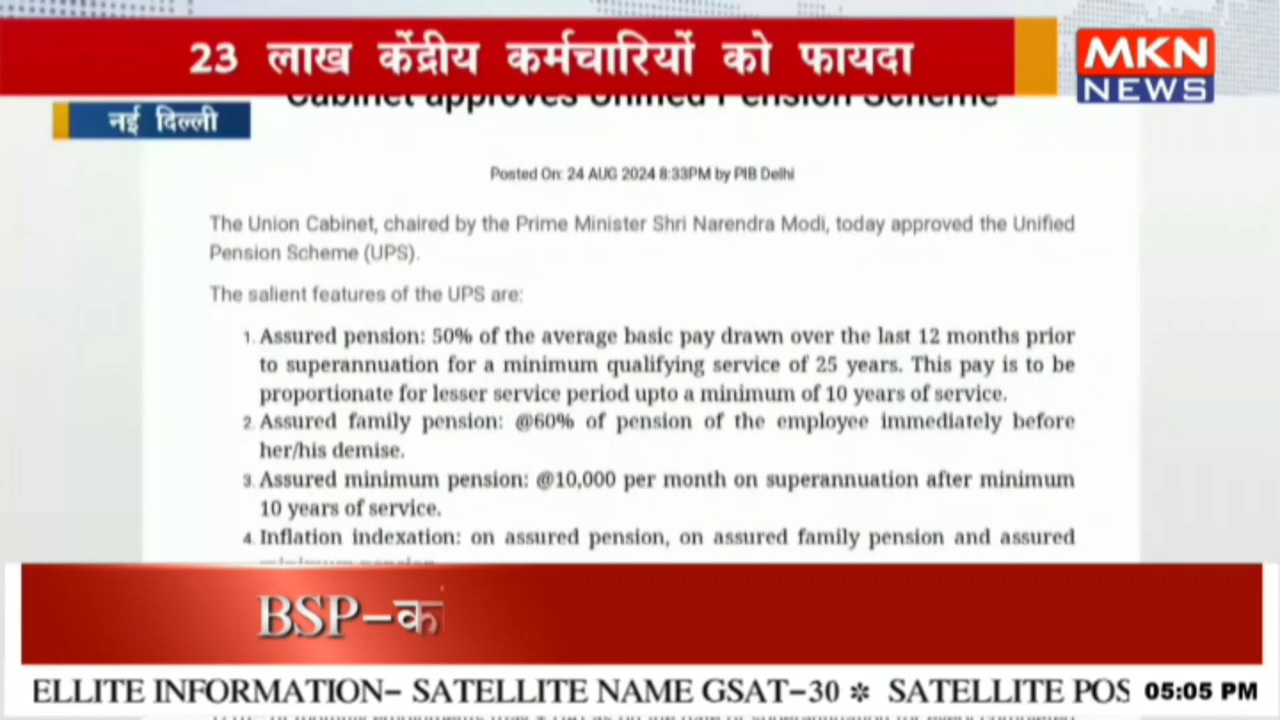 23 लाख केंद्रीय कर्मचारियों को फायदा
MKN
NEWS
Cabinet approves Unified Pension Scheme
नई दिल्ली
Posted On: 24 AUG 2024 8:33PM by PIB Delhi
The Union Cabinet, chaired by the Prime Minister Shri Narendra Modi, today approved the Unified
Pension Scheme (UPS).
The salient features of the UPS are:
1. Assured pension: 50% of the average basic pay drawn over the last 12 months prior
to superannuation for a minimum qualifying service of 25 years. This pay is to be
proportionate for lesser service period upto a minimum of 10 years of service.
2. Assured family pension: @60% of pension of the employee immediately before
her/his demise.
3. Assured minimum pension: @10,000 per month on superannuation after minimum
10 years of service.
4. Inflation indexation: on assured pension, on assured family pension and assured
BSP-क
ELLITE INFORMATION- SATELLITE NAME GSAT-30 * SATELLITE POS
05:05 PM